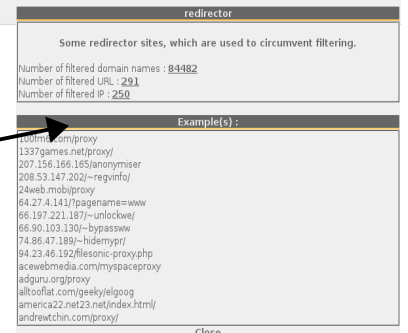 redirector
Some redirector sites, which are used to circumvent filtering.
Number of filtered domain names : 84482
Number of filtered URL : 291
Number of filtered IP : 250
Example(s) :
100fm6.com/proxy
1337games.net/proxy/
207.156.166.165/anonymiser
208.53.147.202/~regvinfo/
24web.mobi/proxy
64.27.4.141/?pagename=www
66.197.221.187/~unlockwe/
66.90.103.130/~bypassww
74.86.47.189/~hidemypr/
94.23.46.192/filesonic-proxy.php
acewebmedia.com/myspaceproxy
adguru.org/proxy
alltooflat.com/geeky/elgoog
america22.net23.net/index.html/
andrewtchin.com/proxy/
Close